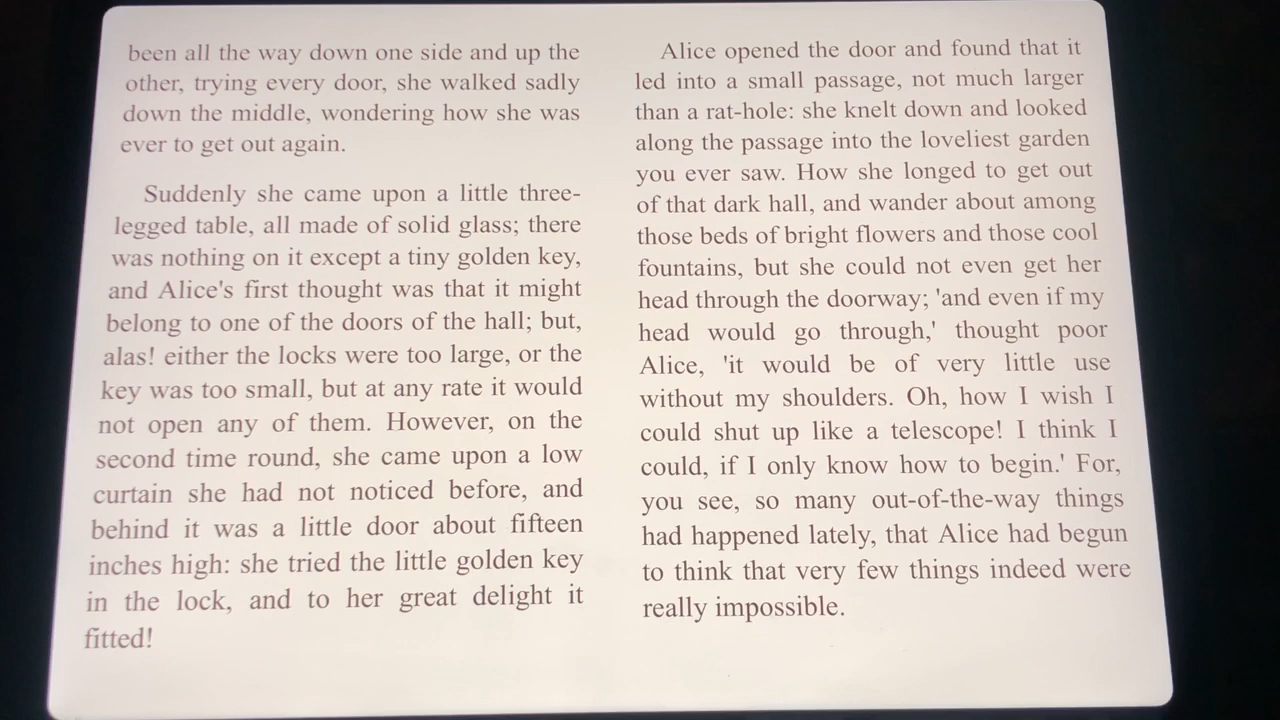 been all the way down one side and up the
other, trying every door, she walked sadly
down the middle, wondering how she was
ever to get out again.
Suddenly she came upon a little three-
legged table, all made of solid glass; there
was nothing on it except a tiny golden key,
and Alice's first thought was that it might
belong to one of the doors of the hall; but,
alas! either the locks were too large, or the
key was too small, but at any rate it would
not open any of them. However, on the
second time round, she came upon a low
curtain she had not noticed before, and
behind it was a little door about fifteen
inches high: she tried the little golden key
in the lock, and to her great delight it
fitted!
Alice opened the door and found that it
led into a small passage, not much larger
than a rat-hole: she knelt down and looked
along the passage into the loveliest garden
you ever saw. How she longed to get out
of that dark hall, and wander about among
those beds of bright flowers and those cool
fountains, but she could not even get her
head through the doorway; 'and even if my
head would go through,' thought poor
Alice, 'it would be of very little use
without my shoulders. Oh, how I wish I
could shut up like a telescope! I think I
could, if I only know how to begin.' For,
you see, so many out-of-the-way things
had happened lately, that Alice had begun
to think that very few things indeed were
really impossible.